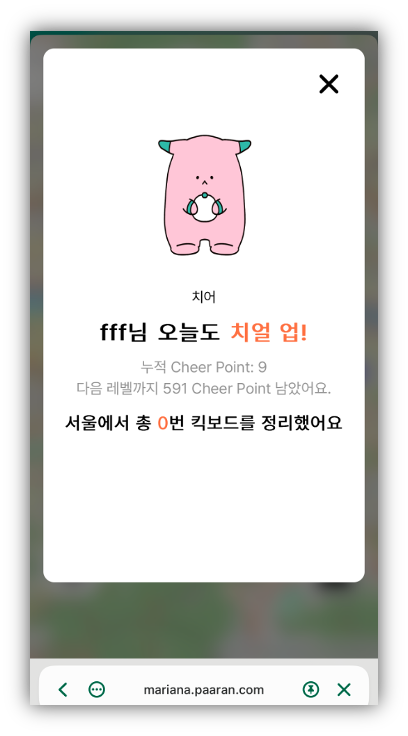 치어
fff님 오늘도 치얼 업!
누적 Cheer Point: 9
다음 레벨까지 591 Cheer Point 남았어요.
서울에서 총 0번 킥보드를 정리했어요
mariana.paaran.com